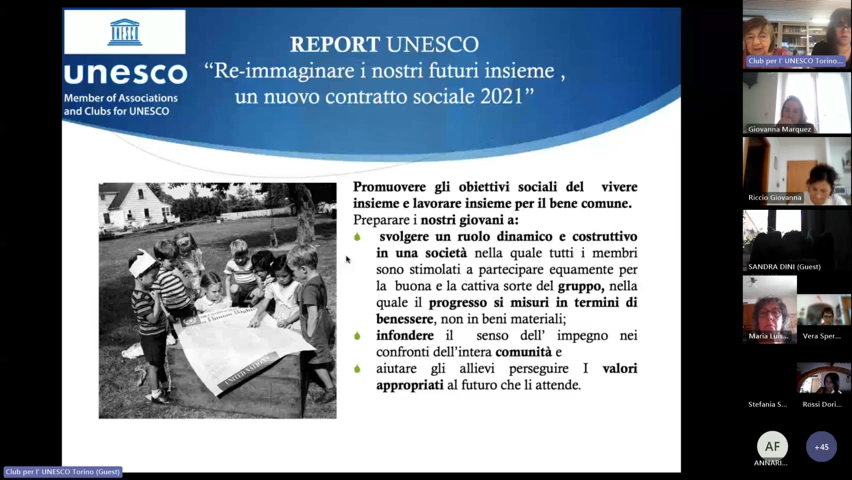 unesco
Member of Associations
and Clubs for UNESCO
REPORT UNESCO
“Re-immaginare i nostri futuri insieme ,
un nuovo contratto sociale 2021”
Promuovere gli obiettivi sociali del vivere
insieme e lavorare insieme per il bene comune.
Preparare i nostri giovani a:
svolgere un ruolo dinamico e costruttivo
in una società nella quale tutti i membri
sono stimolati a partecipare equamente per
la buona e la cattiva sorte del gruppo, nella
quale il progresso si misuri in termini di
benessere, non in beni materiali;
infondere il senso dell’ impegno nei
confronti dell’intera comunità e
aiutare gli allievi perseguire I valori
appropriati al futuro che li attende.
UNITED NATIONS
Club per l' UNESCO Torino (Guest)
Club per l' UNESCO Torino...
Giovanna Marquez
Riccio Giovanna
SANDRA DINI (Guest)
Maria Luis...
Vera Sper...
Stefania S...
Rossi Dori...
AF
+45
ANNARI...